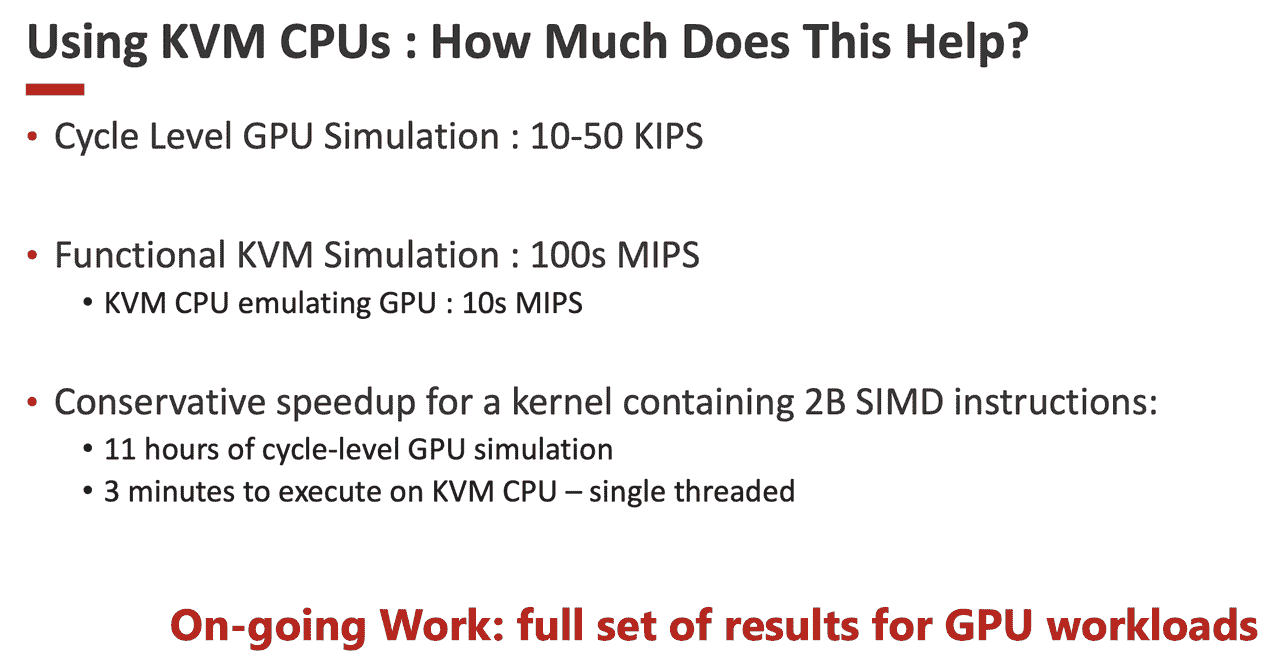 Using KVM CPUs : How Much Does This Help?
• Cycle Level GPU Simulation : 10-50 KIPS
• Functional KVM Simulation : 100s MIPS
• KVM CPU emulating GPU : 10s MIPS
• Conservative speedup for a kernel containing 2B SIMD instructions:
• 11 hours of cycle-level GPU simulation
• 3 minutes to execute on KVM CPU – single threaded
On-going Work: full set of results for GPU workloads